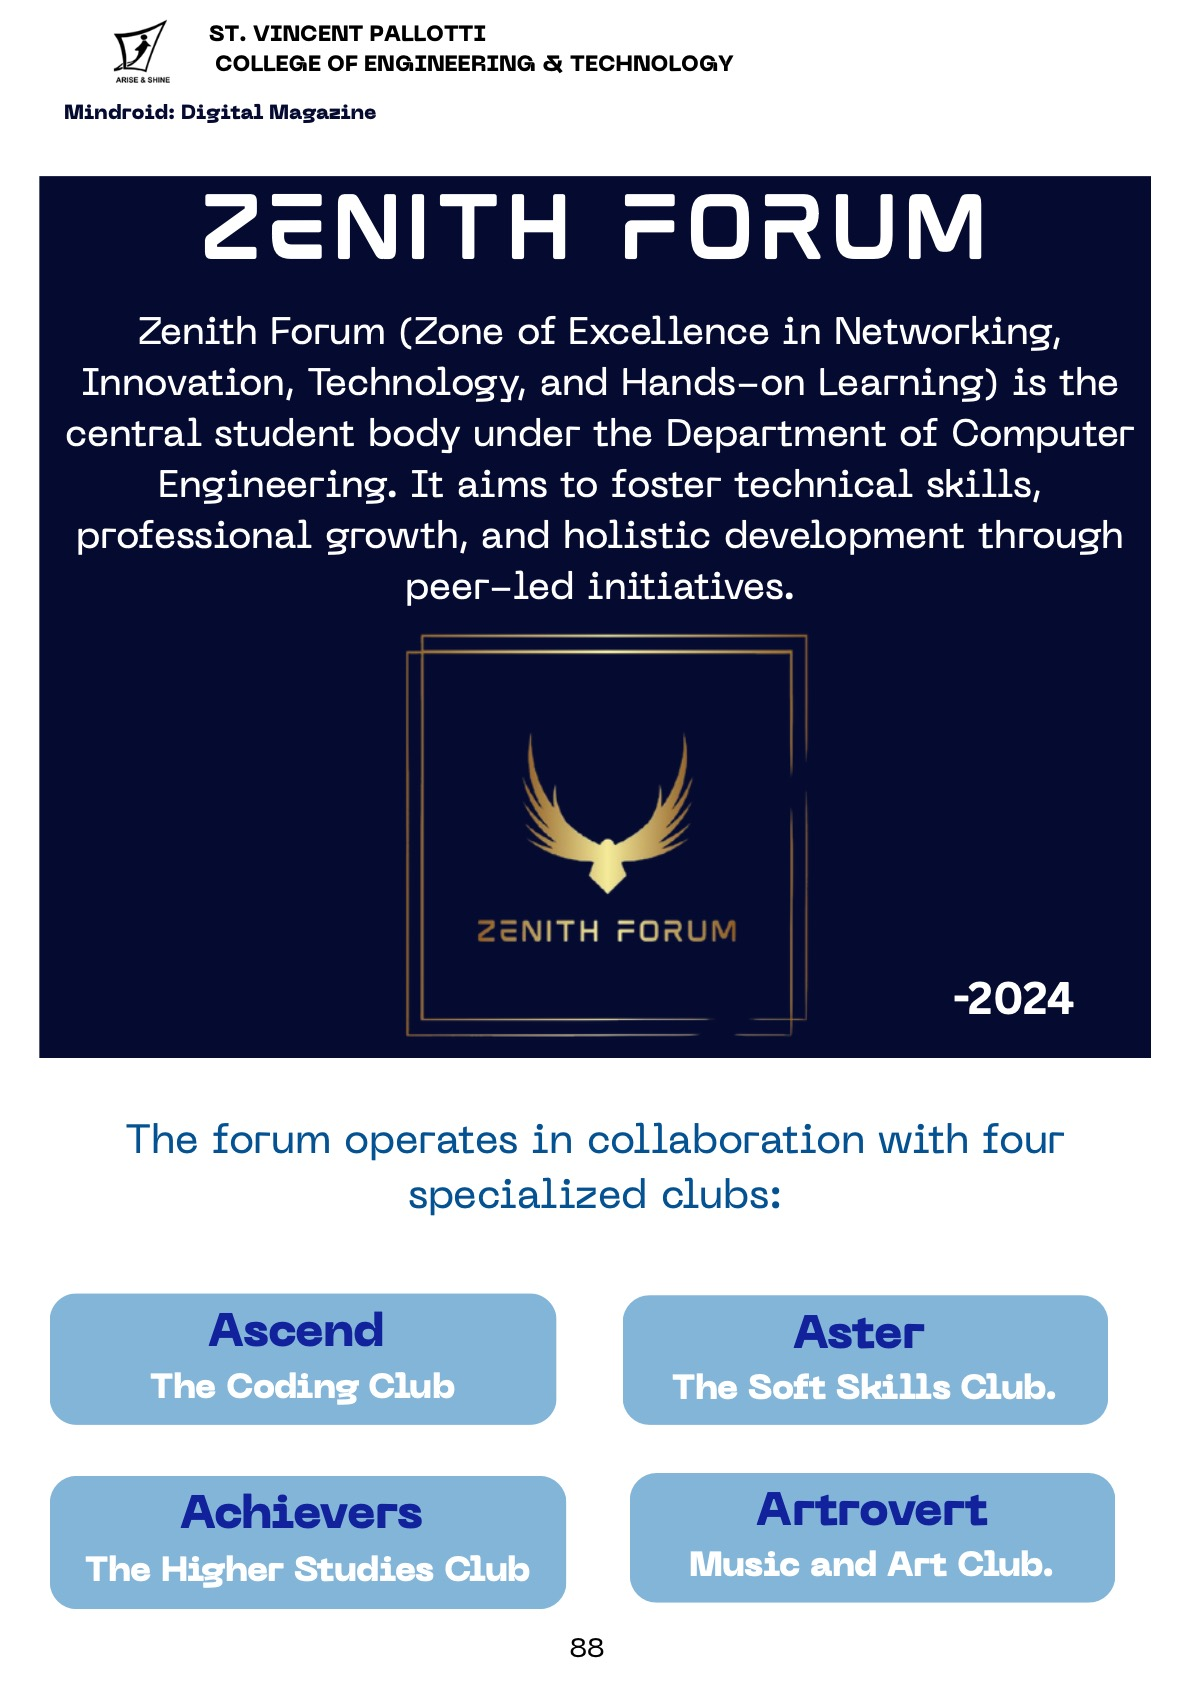 ST. VINCENT PALLOTTI
COLLEGE OF ENGINEERING & TECHNOLOGY
ARISE & SHINE
Mindroid: Digital Magazine
ZENITH FORUM
Zenith Forum (Zone of Excellence in Networking,
Innovation, Technology, and Hands-on Learning) is the
central student body under the Department of Computer
Engineering. It aims to foster technical skills,
professional growth, and holistic development through
peer-led initiatives.
ZENITH FORUM
-2024
The forum operates in collaboration with four
specialized clubs:
Ascend
The Coding Club
Aster
The Soft Skills Club.
Achievers
The Higher Studies Club
Artrovert
Music and Art Club.
88